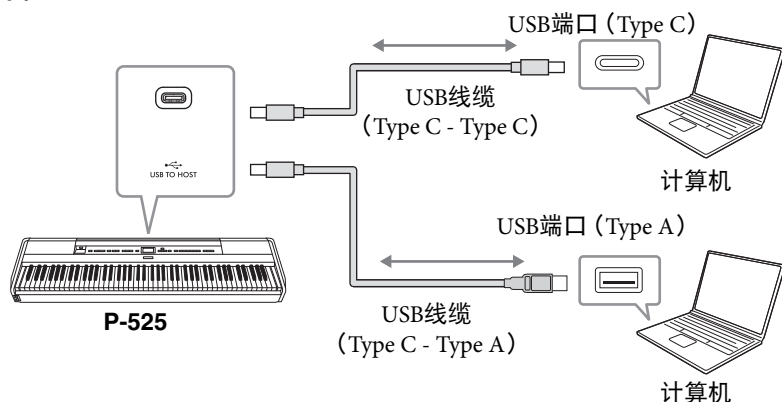 USB端口（Type C）
USB线缆
（Type C - Type C）
计算机
USB TO HOST
USB端口（Type A）
P-525
USB线缆
（Type C - Type A）
计算机